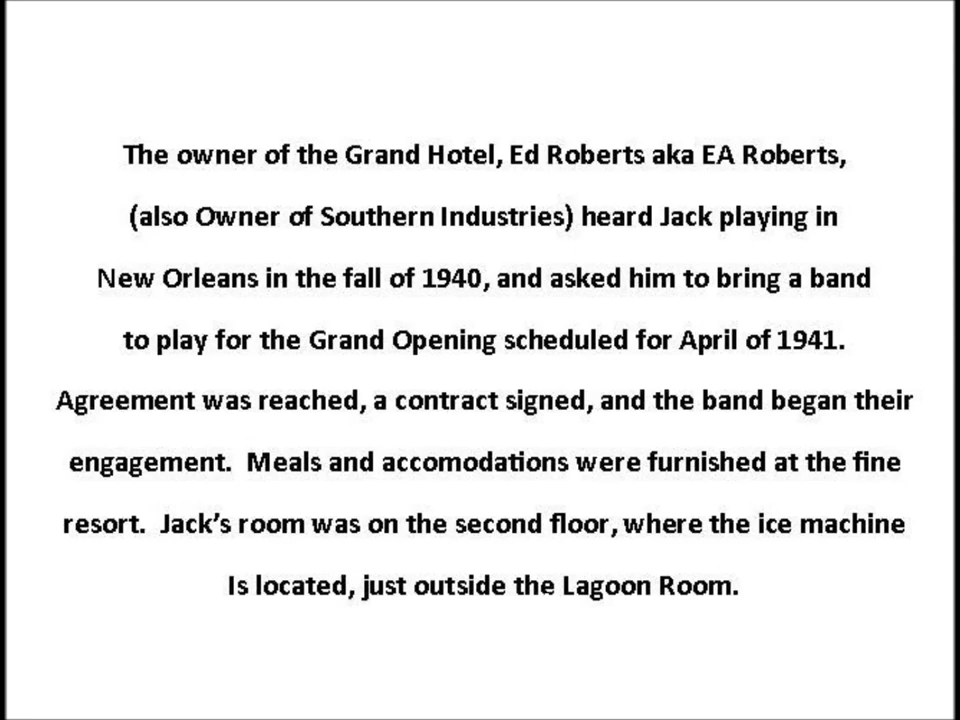 The owner of the Grand Hotel, Ed Roberts aka EA Roberts,
(also Owner of Southern Industries) heard Jack playing in
New Orleans in the fall of 1940, and asked him to bring a band
to play for the Grand Opening scheduled for April of 1941.
Agreement was reached, a contract signed, and the band began their
engagement.  Meals and accomodations were furnished at the fine
resort.  Jack’s room was on the second floor, where the ice machine
Is located, just outside the Lagoon Room.